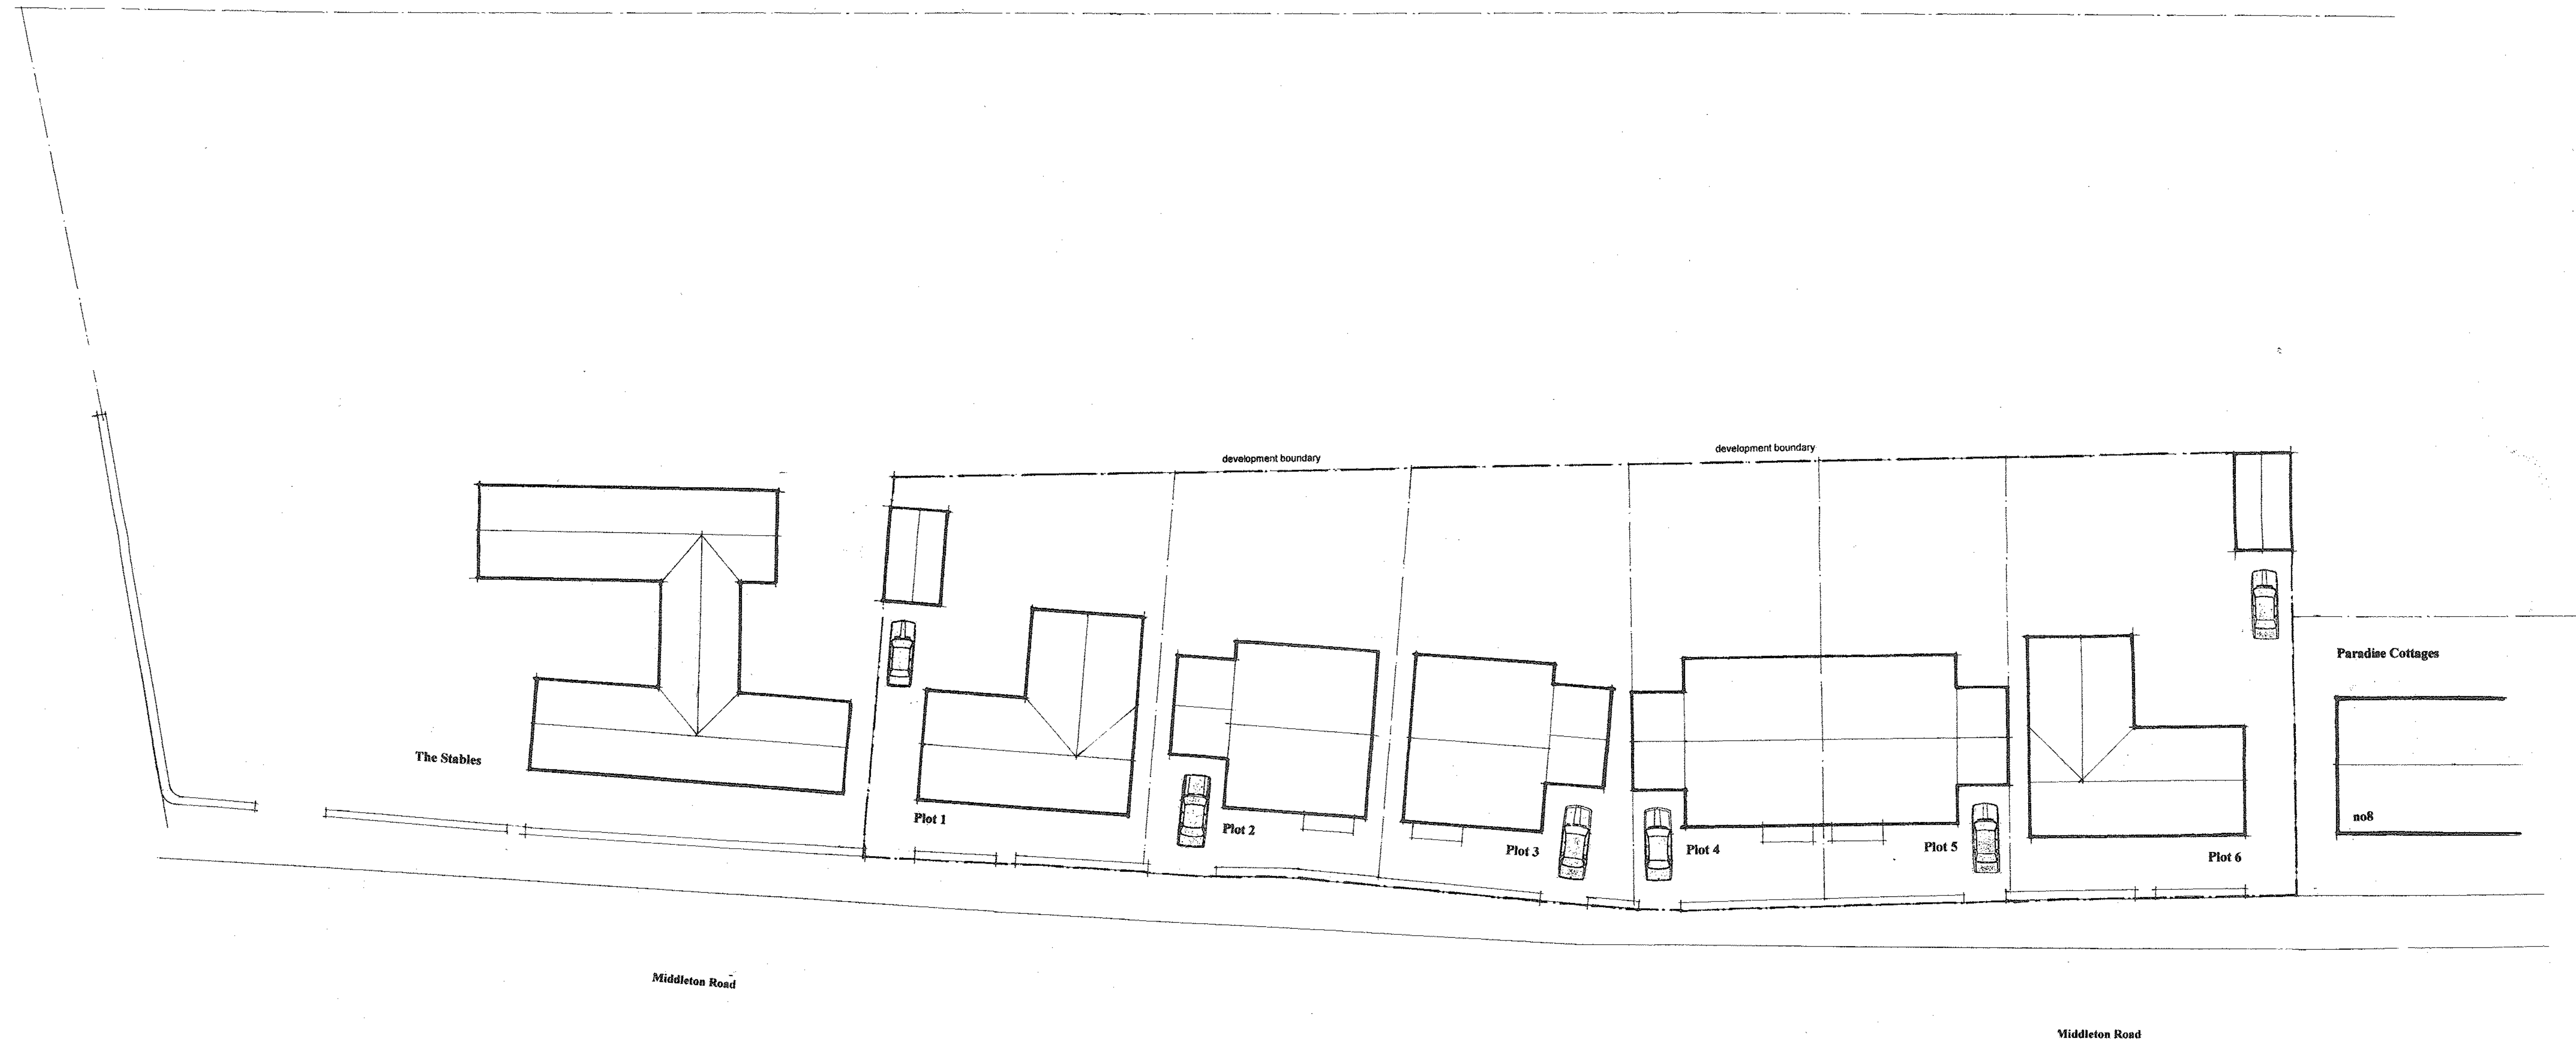 development boundary
development boundary
Paradise Cottages
The Stables
no8
Plot 1
Plot 2
Plot 3
Plot 4
Plot 5
Plot 6
Middleton Road
Middleton Road